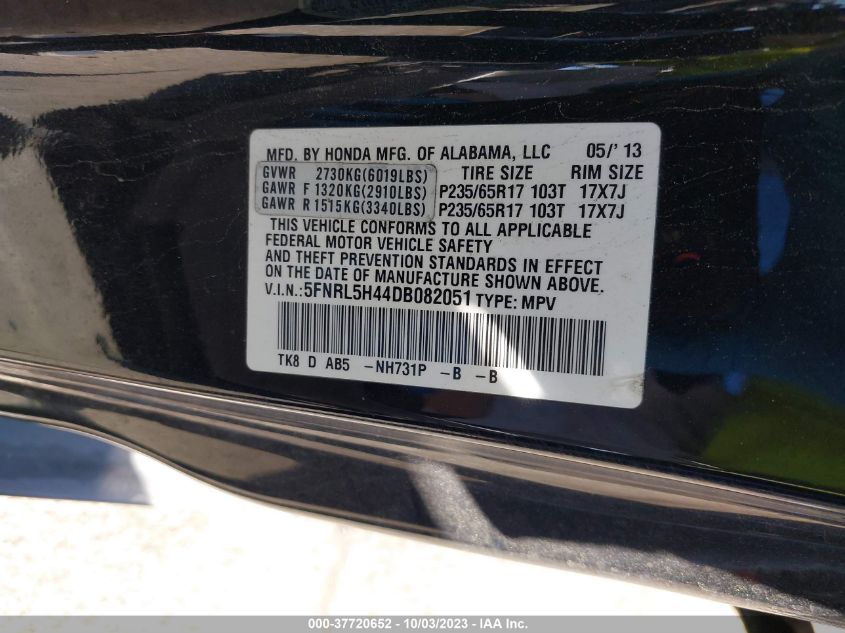 MFD. BY HONDA MFG. OF ALABAMA, LLC 05/'13
GVWR 2730KG(6019LBS) TIRE SIZE RIM SIZE
GAWR F 1320KG(2910LBS) P235/65R17 103T 17X7J
GAWR R 1515KG(3340LBS) P235/65R17 103T 17X7J
THIS VEHICLE CONFORMS TO ALL APPLICABLE
FEDERAL MOTOR VEHICLE SAFETY
AND THEFT PREVENTION STANDARDS IN EFFECT
ON THE DATE OF MANUFACTURE SHOWN ABOVE.
V.I.N.:5FNRL5H44DB082051 TYPE: MPV
TK8 D AB5 -NH731P -B -B
000-37720652 - 10/03/2023 - IAA Inc.